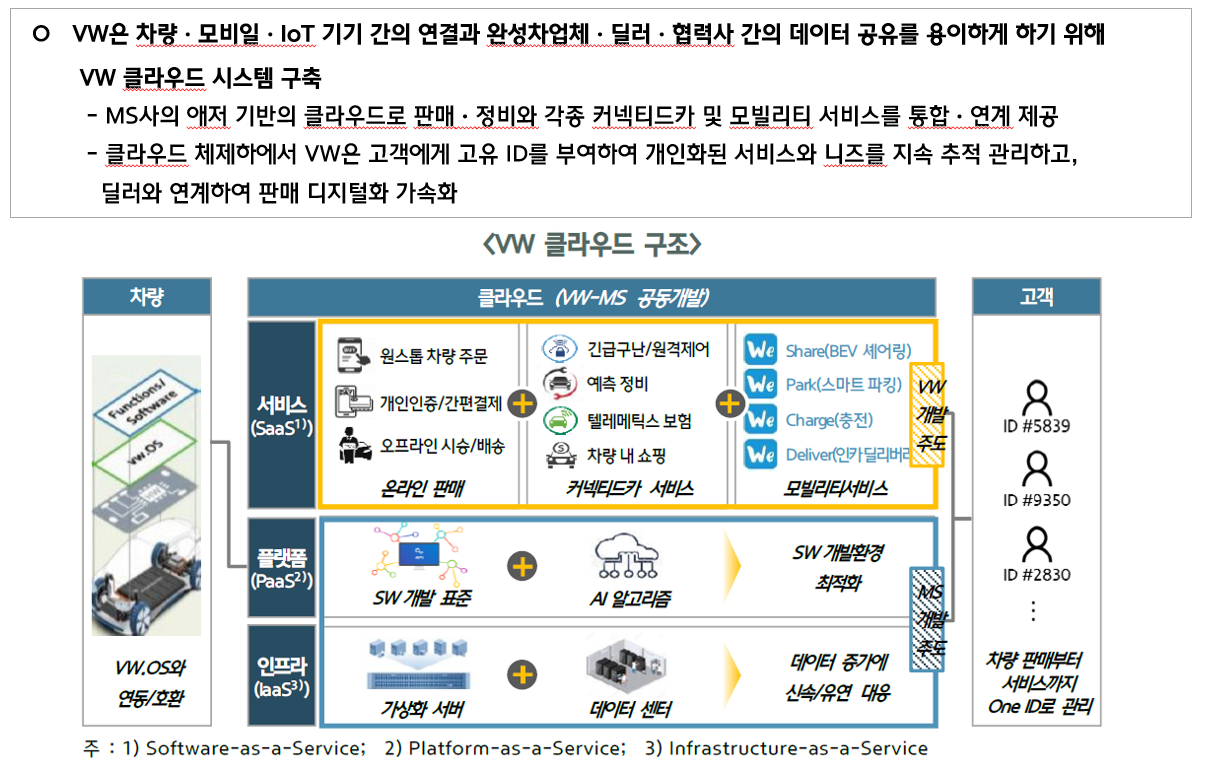 ○ VW은 차량·모비일·IoT 기기 간의 연결과 완성차업체·딜러·협력사 간의 데이터 공유를 용이하게 하기 위해
VW 클라우드 시스템 구축
- MS사의 애저 기반의 클라우드로 판매·정비와 각종 커넥티드카 및 모빌리티 서비스를 통합·연계 제공
- 클라우드 체제하에서 VW은 고객에게 고유 ID를 부여하여 개인화된 서비스와 니즈를 지속 추적 관리하고,
딜러와 연계하여 판매 디지털화 가속화
<VW 클라우드 구조>
차량
Functions/
Software
vw.OS
VW.OS와
연동/호환
클라우드 (VW-MS 공동개발)
서비스
(SaaS1))
원스톱 차량 주문
개인인증/간편결제
PAY
오프라인 시승/배송
온라인 판매
긴급구난/원격제어
예측 정비
텔레메틱스 보험
차량 내 쇼핑
커넥티드카 서비스
We Share(BEV 셰어링)
We Park(스마트 파킹)
We Charge(충전)
We Deliver(인카딜리버리
모빌리티서비스
VW
개발
주도
플랫폼
(PaaS2))
SW 개발 표준
AI 알고리즘
SW 개발환경
최적화
인프라
(IaaS3))
가상화 서버
데이터 센터
데이터 증가에
신속/유연 대응
MS
개발
주도
고객
ID #5839
ID #9350
ID #2830
⋮
차량 판매부터
서비스까지
One ID로 관리
주 : 1) Software-as-a-Service; 2) Platform-as-a-Service; 3) Infrastructure-as-a-Service